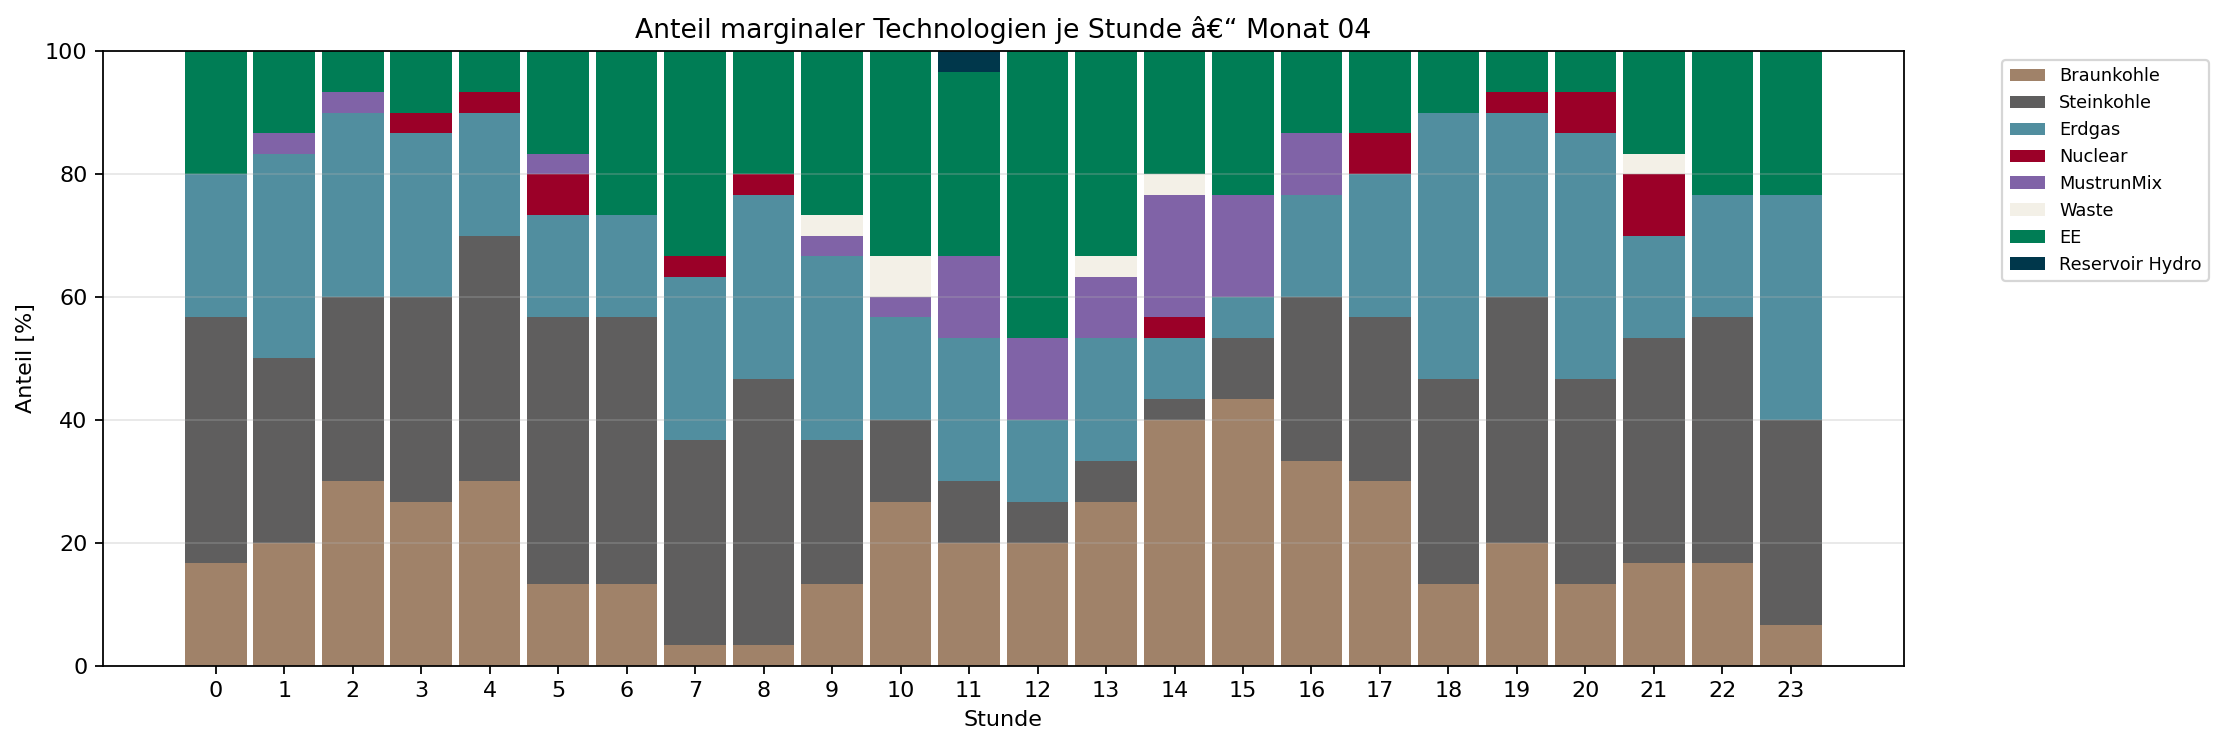 Anteil marginaler Technologien je Stunde â€“ Monat 04
Anteil [%]
100
80
60
40
20
0
0 1 2 3 4 5 6 7 8 9 10 11 12 13 14 15 16 17 18 19 20 21 22 23
Stunde
Braunkohle
Steinkohle
Erdgas
Nuclear
MustrunMix
Waste
EE
Reservoir Hydro